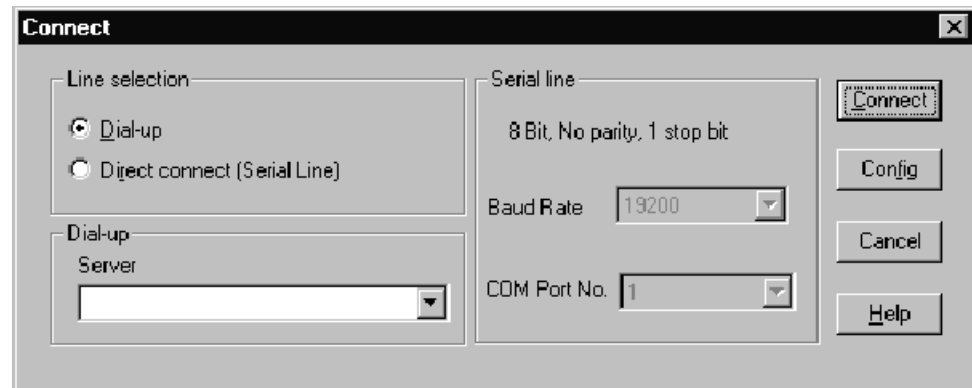 Connect
Line selection
Dial-up
Direct connect (Serial Line)
Dial-up
Server
Serial line
8 Bit, No parity, 1 stop bit
Baud Rate 19200
COM Port No. 1
Connect
Config
Cancel
Help